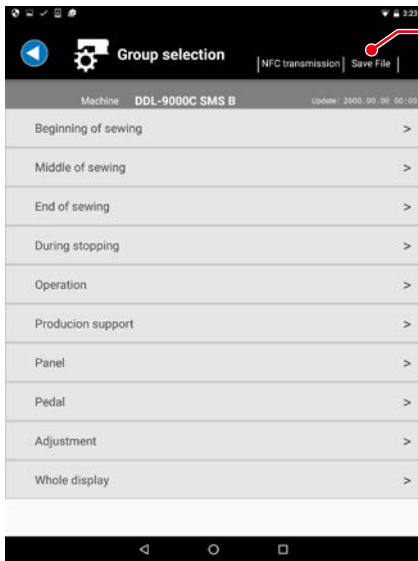 3:23
Group selection
NFC transmission Save File
Machine DDL-9000C SMS B Update: 2000.00.00 00:00
Beginning of sewing >
Middle of sewing >
End of sewing >
During stopping >
Operation >
Producion support >
Panel >
Pedal >
Adjustment >
Whole display >